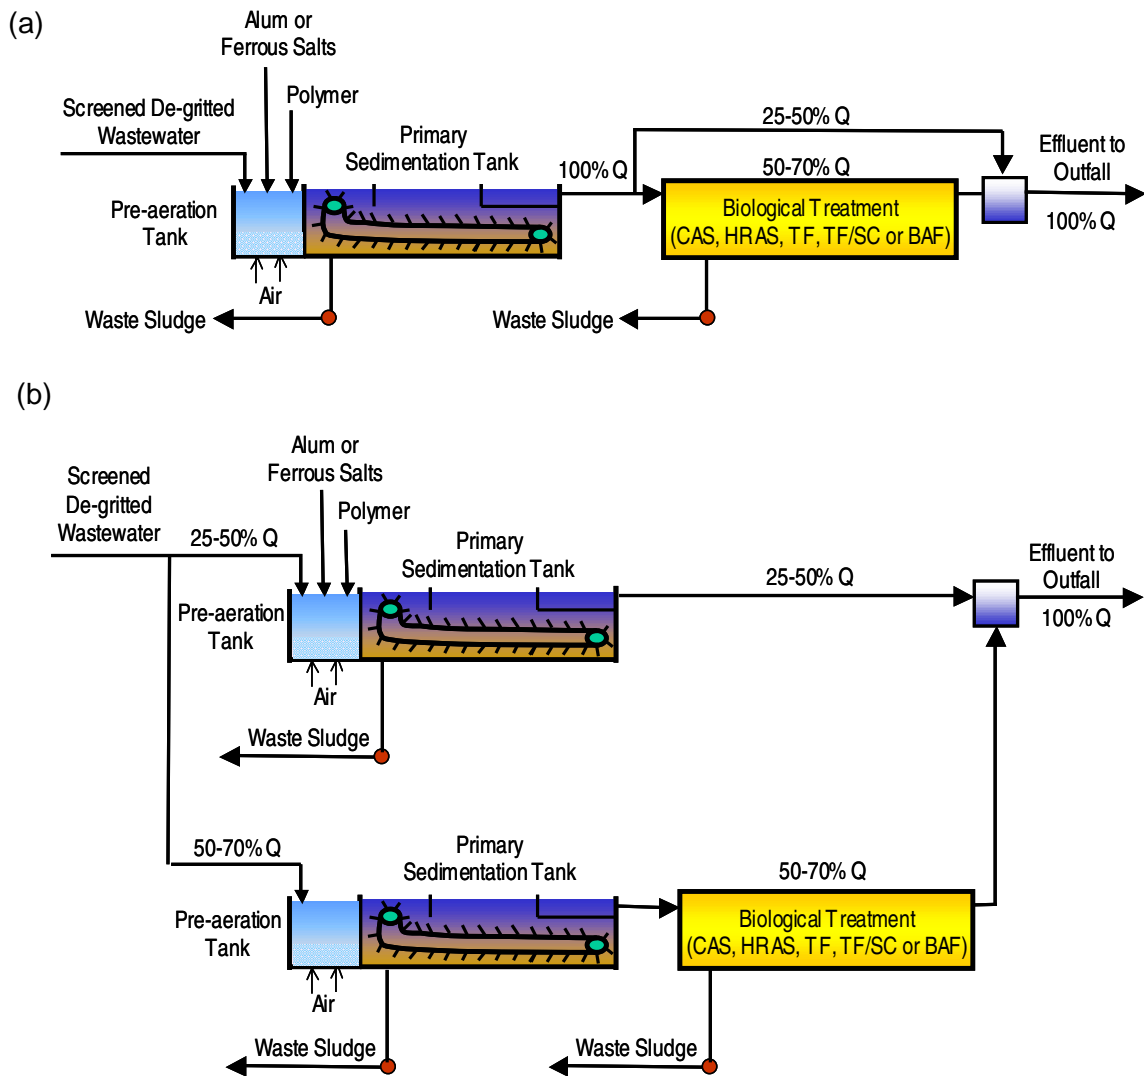 (a)
Alum or
Ferrous Salts
Polymer
Screened De-gritted
Wastewater
Primary
Sedimentation Tank
100% Q
25-50% Q
50-70% Q
Effluent to
Outfall
100% Q
Pre-aeration
Tank
Biological Treatment
(CAS, HRAS, TF, TF/SC or BAF)
Air
Waste Sludge
Waste Sludge
(b)
Alum or
Ferrous Salts
Screened
De-gritted
Wastewater
Polymer
25-50% Q
Primary
Sedimentation Tank
25-50% Q
Effluent to
Outfall
100% Q
Pre-aeration
Tank
Air
Waste Sludge
50-70% Q
Primary
Sedimentation Tank
50-70% Q
Pre-aeration
Tank
Biological Treatment
(CAS, HRAS, TF, TF/SC or BAF)
Air
Waste Sludge
Waste Sludge